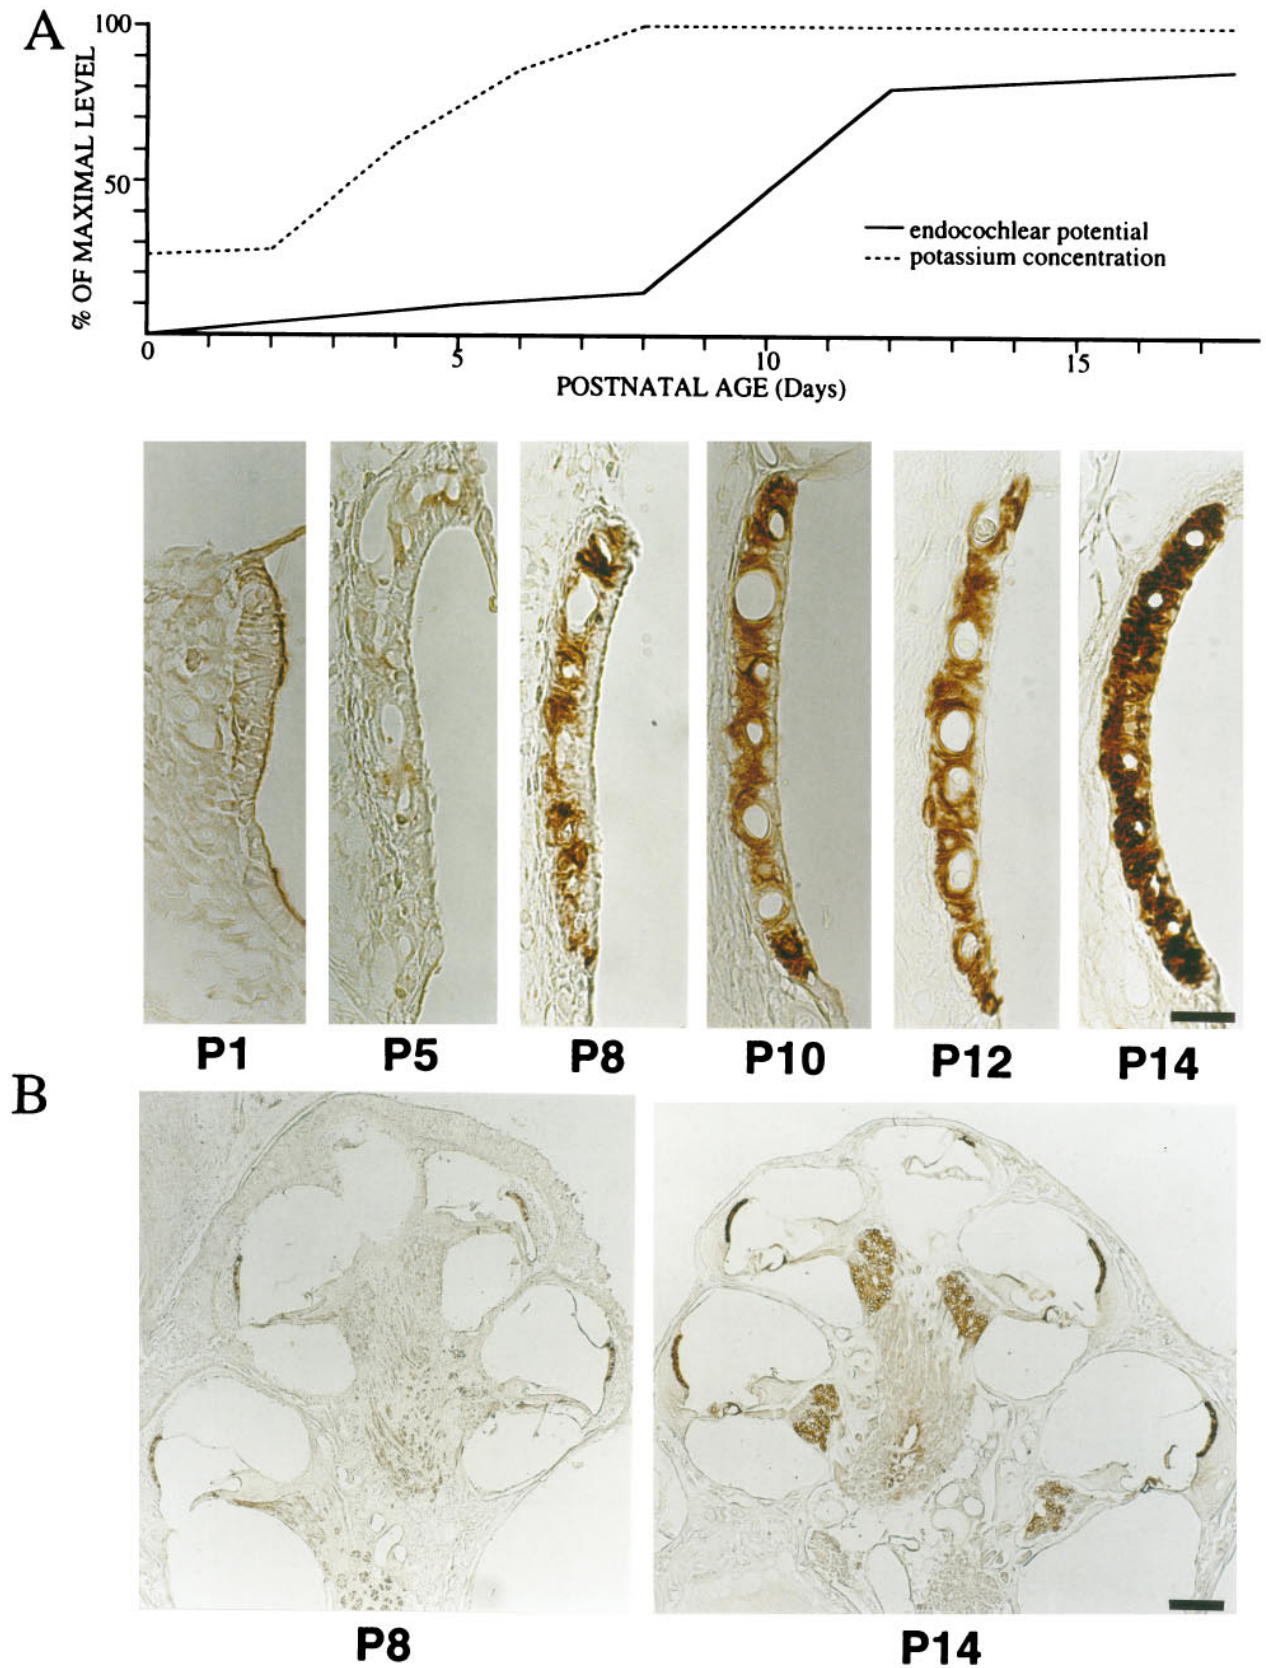 A
100
50
% OF MAXIMAL LEVEL
endocochlear potential
potassium concentration
0 5 10 15
POSTNATAL AGE (Days)
P1 P5 P8 P10 P12 P14
B
P8 P14